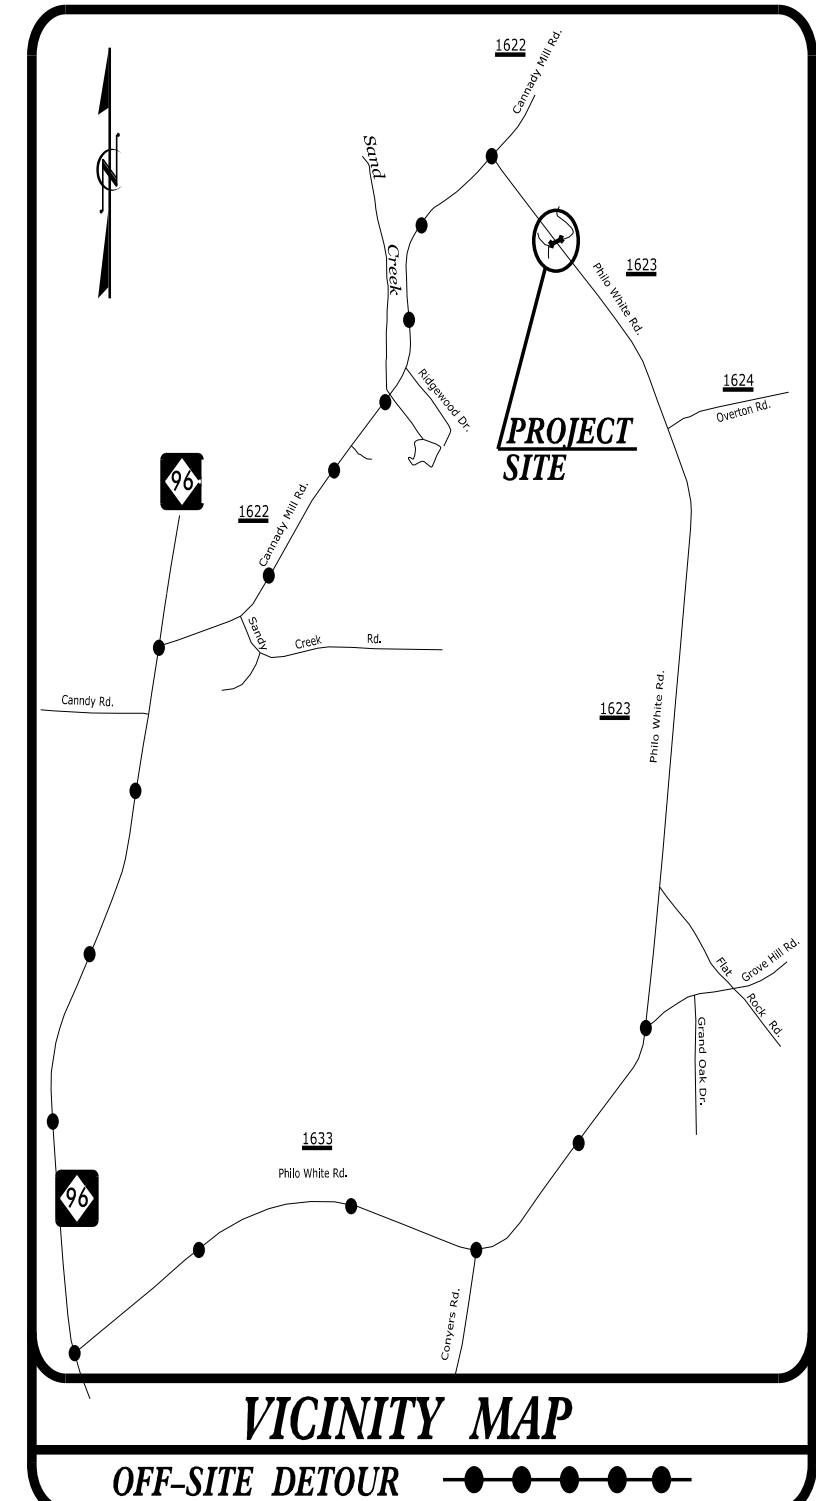 1622
Cannady Mill Rd.
Sand
Creek
N
1623
Philo White Rd.
Ridgewood Dr.
1624
Overton Rd.
PROJECT
SITE
96
1622
Cannady Mill Rd.
Sandy
Creek
Rd.
Canndy Rd.
1623
Philo White Rd.
Flat
Rock Rd.
Grove Hill Rd.
Grand Oak Dr.
1633
Philo White Rd.
96
Conyers Rd.
VICINITY MAP
OFF-SITE DETOUR